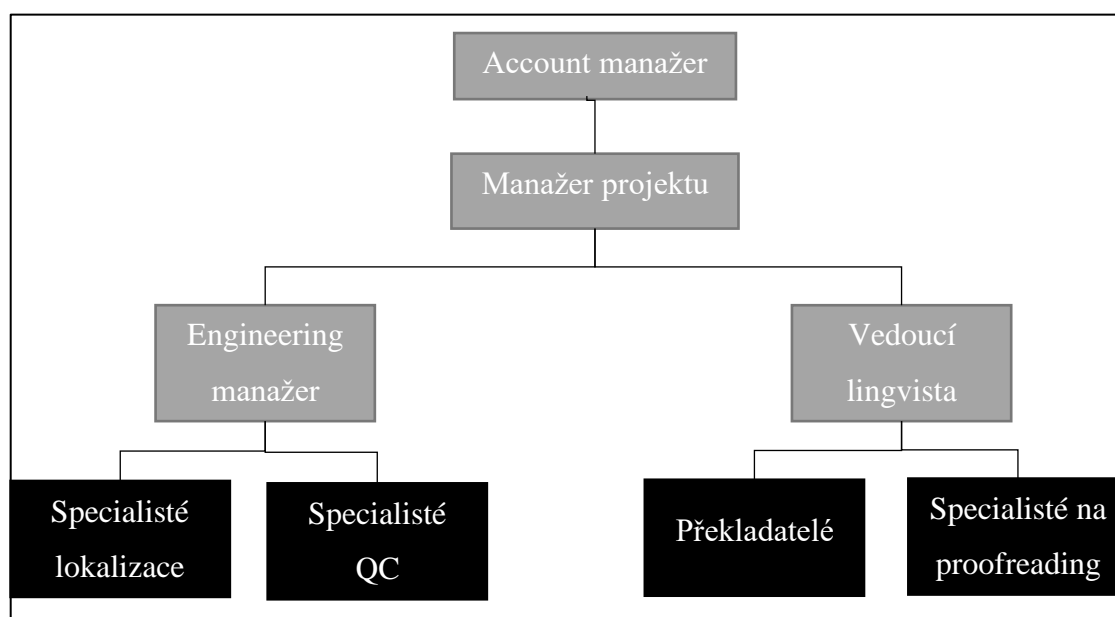 Account manažer
Manažer projektu
Engineering
manažer
Vedoucí
lingvista
Specialisté
lokalizace
Specialisté
QC
Překladatelé
Specialisté na
proofreading